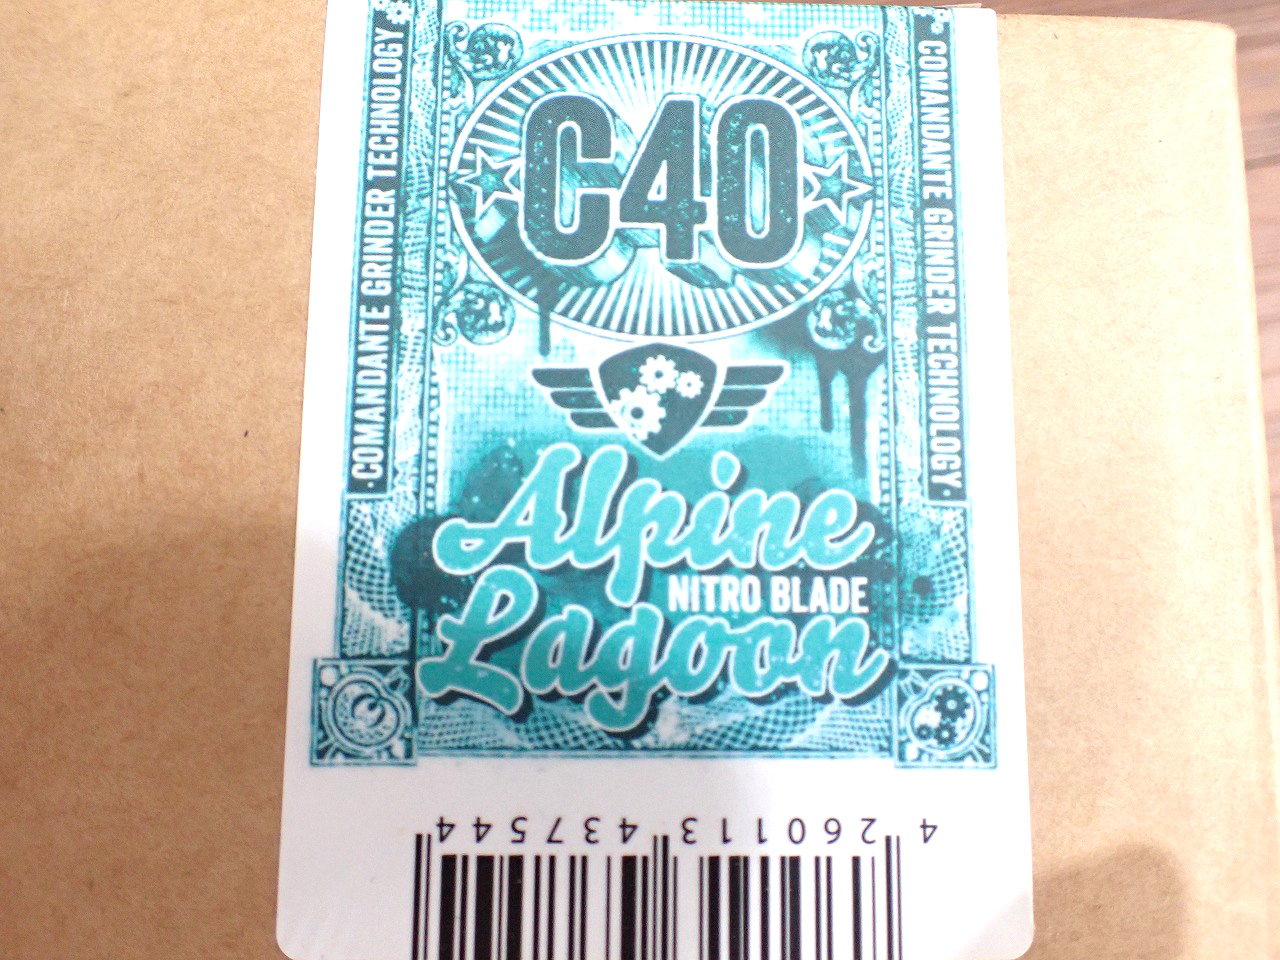 ·COMANDANTE GRINDER TECHNOLOGY
COMANDANTE GRINDER TECHNOLOGY·
C40
Alpine
NITRO BLADE
Lagoon
4 260113 437544